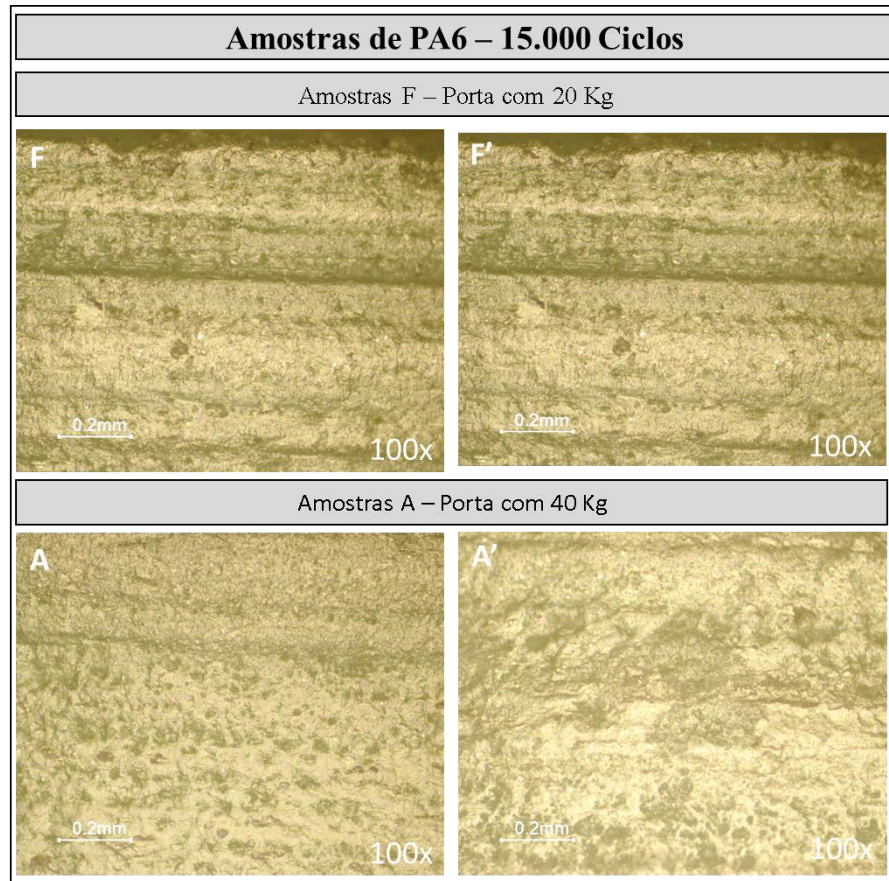 Amostras de PA6 – 15.000 Ciclos
Amostras F – Porta com 20 Kg
F
F'
0.2mm
100x
0.2mm
100x
Amostras A – Porta com 40 Kg
A
A'
0.2mm
100x
0.2mm
100x